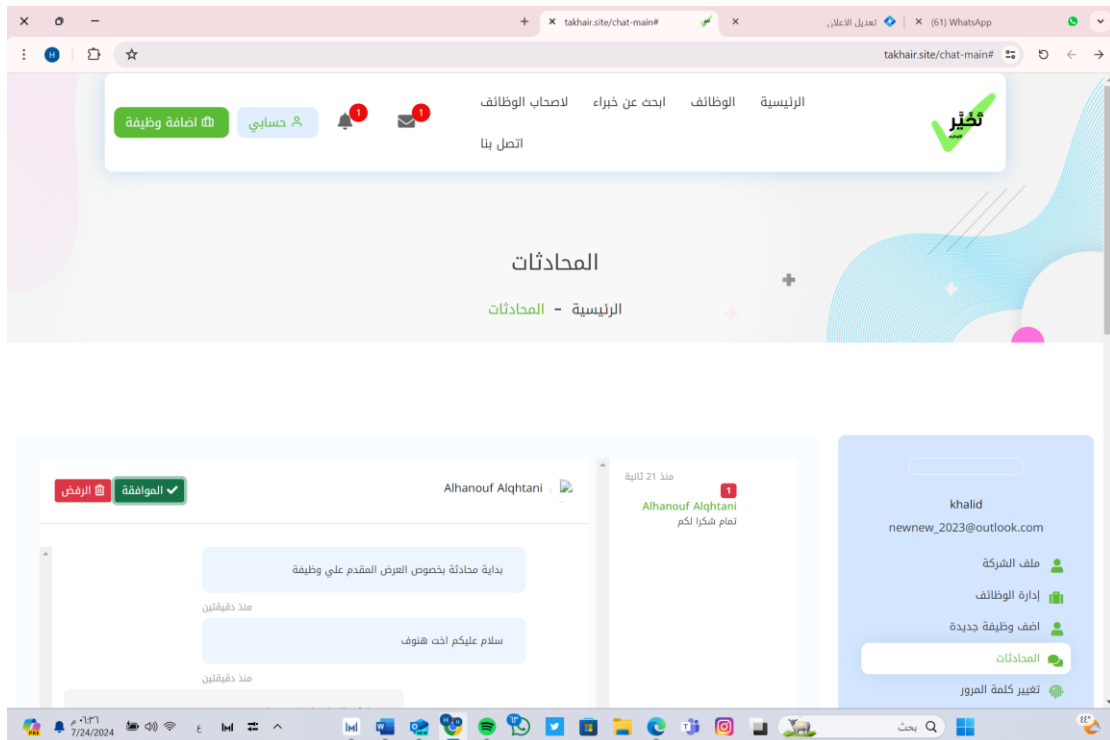 takhair.site/chat-main#
WhatsApp (61)
تعديل الاعلان
takhair.site/chat-main#
H
تخيّر
الرئيسية
الوظائف
ابحث عن خبراء
لاصحاب الوظائف
اتصل بنا
1
1
حسابي
اضافة وظيفة
المحادثات
الرئيسية - المحادثات
khalid
newnew_2023@outlook.com
ملف الشركة
إدارة الوظائف
اضف وظيفة جديدة
المحادثات
تغيير كلمة المرور
منذ 21 ثانية
1
Alhanouf Alqhtani
تمام شكرا لكم
Alhanouf Alqhtani
الموافقة
الرفض
بداية محادثة بخصوص العرض المقدم علي وظيفة
منذ دقيقتين
سلام عليكم اخت هنوف
منذ دقيقتين
بحث
ع
7/24/2024